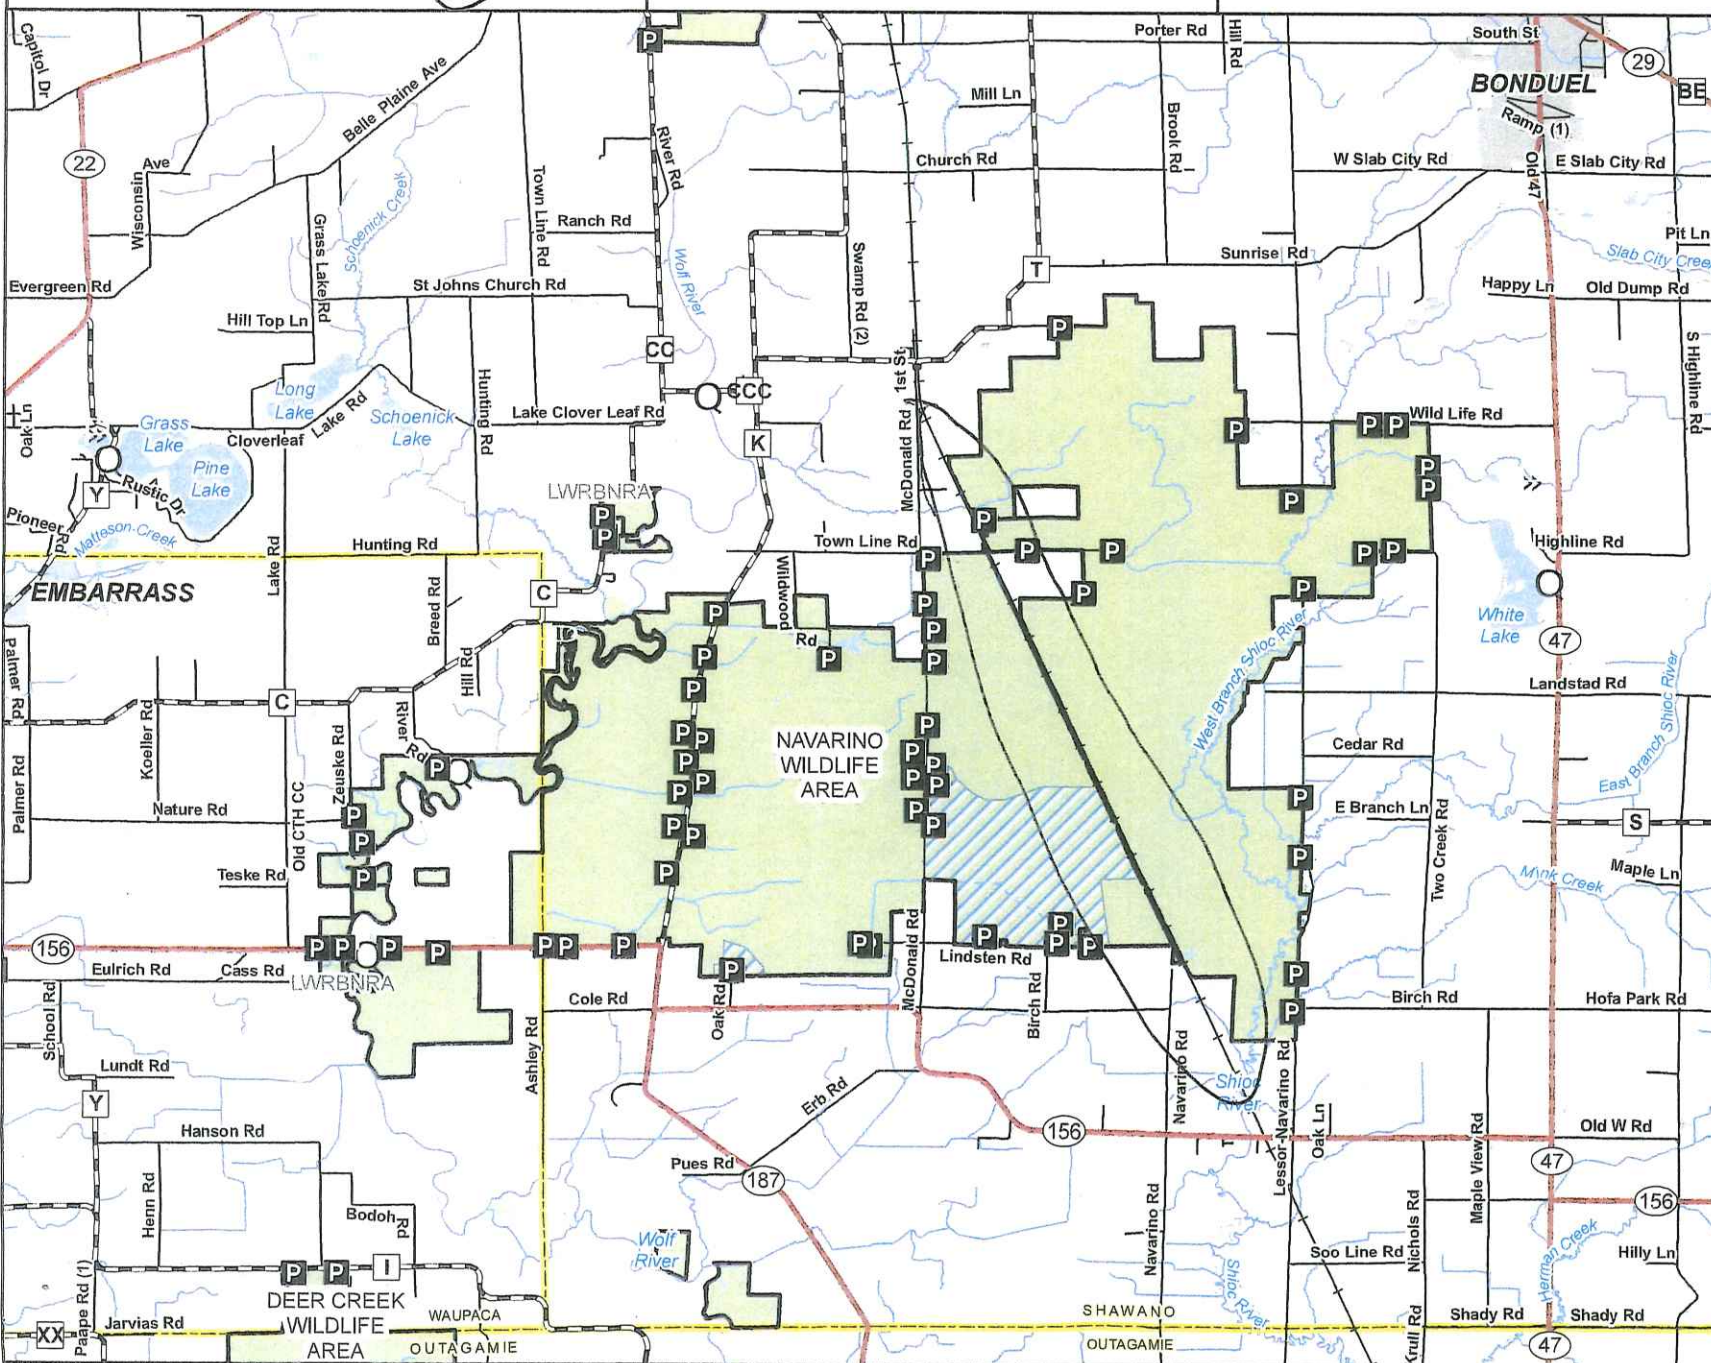 Capitol Dr
Porter Rd
Hill Rd
South St
29
BONDUEL
BE
Belle Plaine Ave
Mill Ln
Ramp (1)
22
Ave
River Rd
Church Rd
Brook Rd
W Slab City Rd
Old 47
E Slab City Rd
Wisconsin
Schoenick Creek
Town Line Rd
Ranch Rd
Grass Lake Rd
Wolf River
Swamp Rd (2)
T
Sunrise Rd
Pit Ln
Slab City Cree
Evergreen Rd
St Johns Church Rd
Happy Ln
Old Dump Rd
Hill Top Ln
CC
1st St
S Highline Rd
Long
Lake
Lake Rd
Hunting Rd
Lake Clover Leaf Rd
CCC
Oak Ln
Grass
Lake
Cloverleaf
Schoenick
Lake
K
McDonald Rd
Wild Life Rd
Pine
Lake
Rustic Dr
Y
LWRBNRA
Pioneer Rd
Matteson Creek
Hunting Rd
Lake Rd
Town Line Rd
Highline Rd
EMBARRASS
C
Breed Rd
Wildwood
Rd
White
Lake
47
Palmer Rd
Hill Rd
West Branch Shioc River
C
Landstad Rd
East Branch Shioc River
Koeller Rd
River
Rd
Zeuske Rd
NAVARINO
WILDLIFE
AREA
Cedar Rd
Palmer Rd
Nature Rd
Old CTH CC
E Branch Ln
Two Creek Rd
S
Teske Rd
Mink Creek
Maple Ln
156
McDonald Rd
Lindsten Rd
Eulrich Rd
Cass Rd
LWRBNRA
School Rd
Cole Rd
Oak Rd
Birch Rd
Birch Rd
Hofa Park Rd
Ashley Rd
Lundt Rd
Y
Erb Rd
Navarino Rd
Shioc
River
Lessor-Navarino Rd
Oak Ln
Hanson Rd
156
Maple View Rd
Old W Rd
Pues Rd
187
47
156
Henn Rd
Bodoh
Rd
Wolf
River
Navarino Rd
Shioc River
Soo Line Rd
Nichols Rd
Herman Creek
Hilly Ln
I
Paape Rd (1)
DEER CREEK
WILDLIFE
AREA
Jarvias Rd
XX
WAUPACA
OUTAGAMIE
SHAWANO
OUTAGAMIE
Krull Rd
Shady Rd
Shady Rd
47